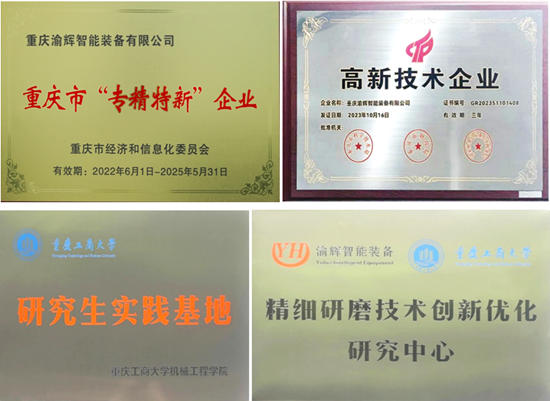 重庆渝辉智能装备有限公司
重庆市“专精特新”企业
重庆市经济和信息化委员会
有效期：2022年6月1日-2025年5月31日
高新技术企业
企业名称：重庆渝辉智能装备有限公司
证书编号：GR202351101408
发证日期：2023年10月16日
有效期：三年
批准机关：
重庆工商大学
研究生实践基地
重庆工商大学机械工程学院
YH 渝辉智能装备
Yuhui Intelligent Equipment
重庆工商大学
精细研磨技术创新优化
研究中心